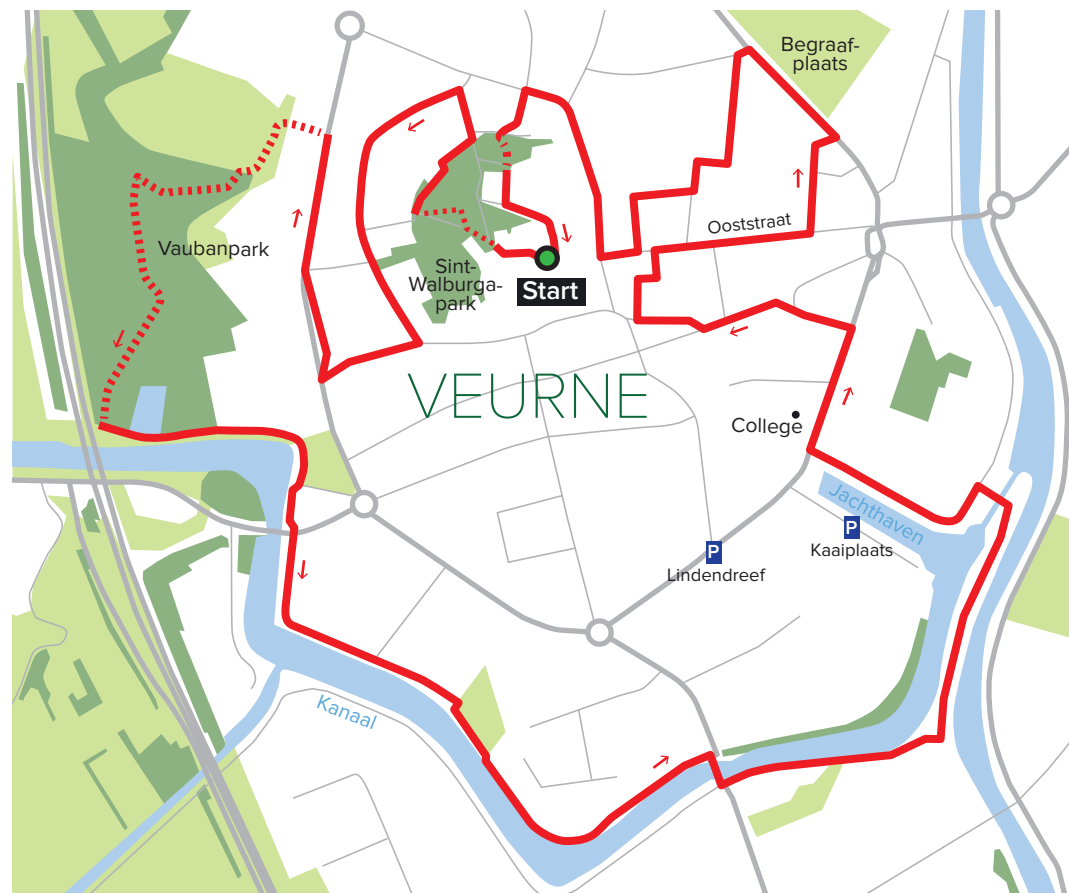 Begraaf-
plaats
Ooststraat
Vaubanpark
Sint-
Walburga-
park
Start
VEURNE
College
Jachthaven
P
Kaaiplaats
P
Lindendreef
Kanaal